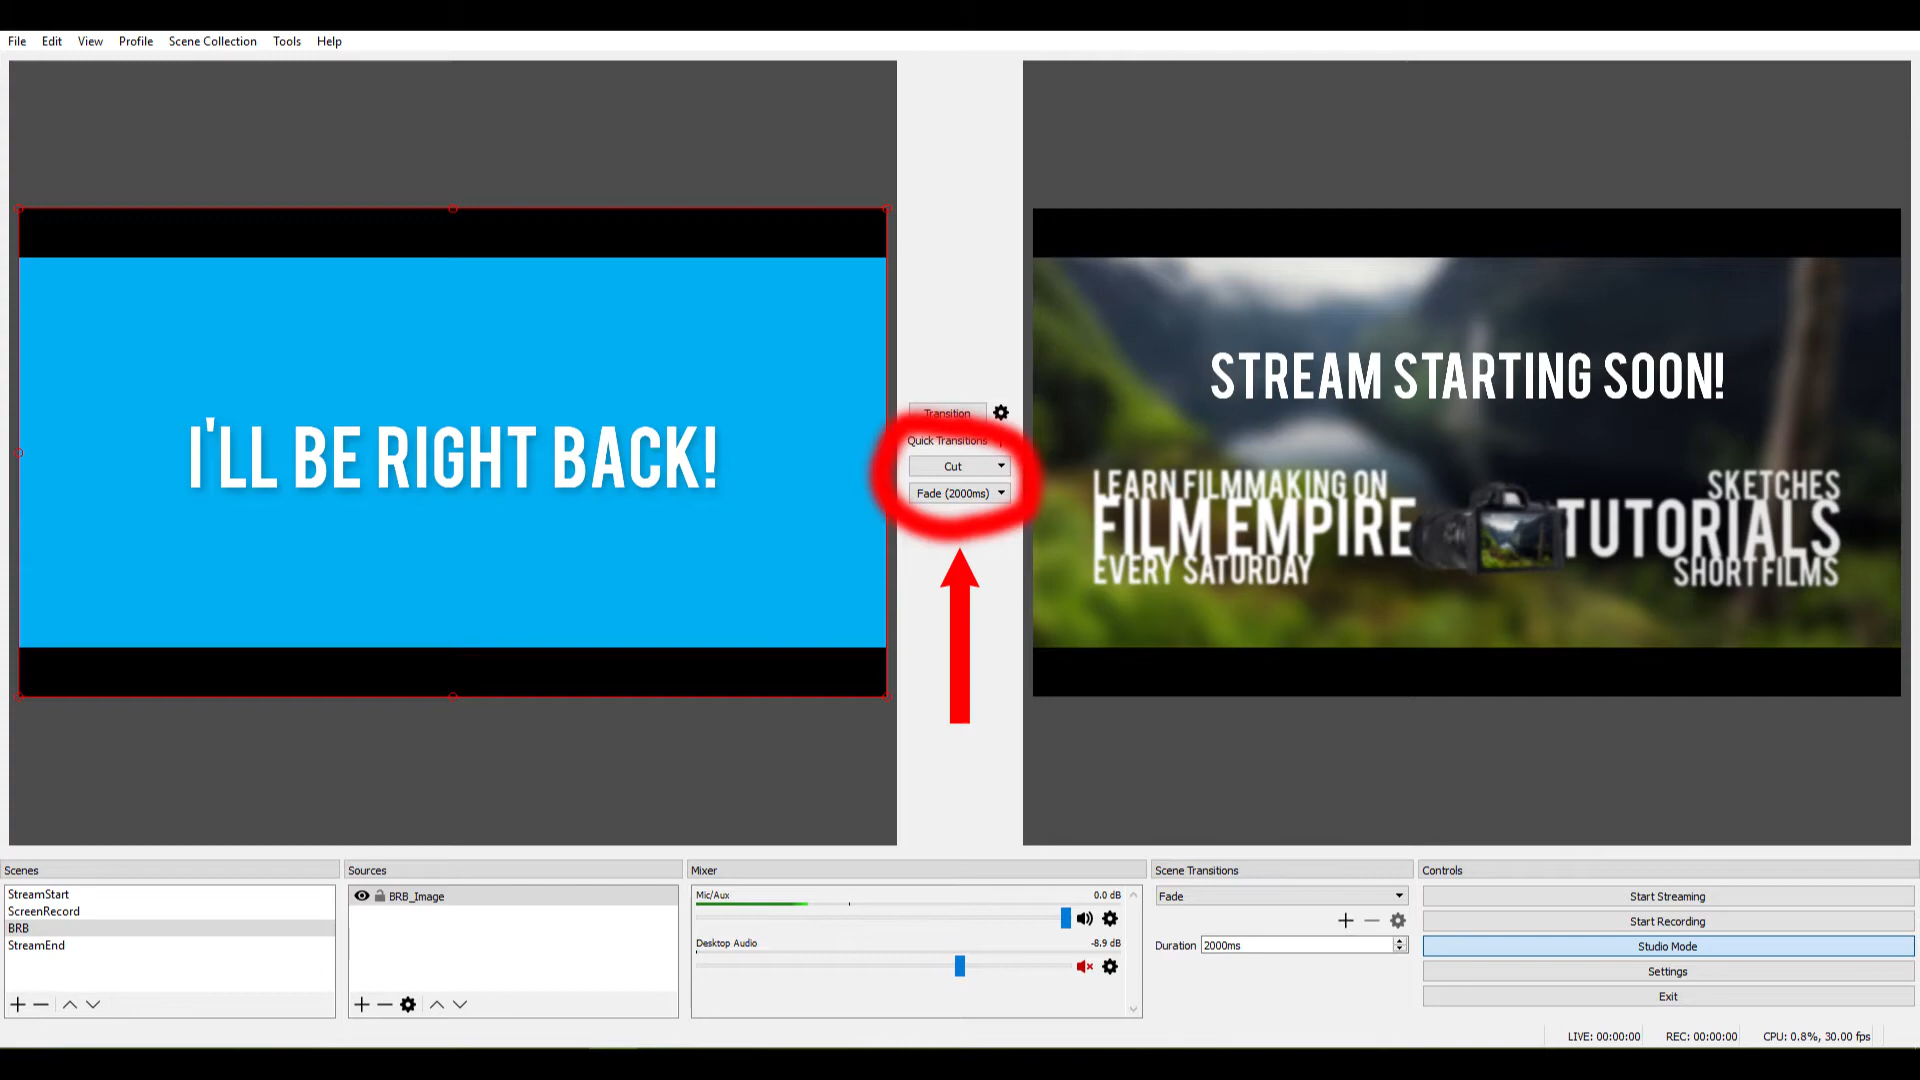 File Edit View Profile Scene Collection Tools Help
I'LL BE RIGHT BACK!
Transition
Quick Transitions
Cut
Fade (2000ms)
STREAM STARTING SOON!
LEARN FILMMAKING ON
FILM EMPIRE
EVERY SATURDAY
SKETCHES
TUTORIALS
SHORT FILMS
Scenes
StreamStart
ScreenRecord
BRB
StreamEnd
Sources
BRB_Image
Mixer
Mic/Aux 0.0 dB
Desktop Audio -8.9 dB
Scene Transitions
Fade
Duration 2000ms
Controls
Start Streaming
Start Recording
Studio Mode
Settings
Exit
LIVE: 00:00:00 REC: 00:00:00 CPU: 0.8%, 30.00 fps